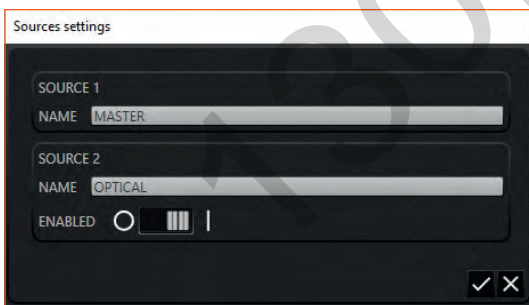 Sources settings
SOURCE 1
NAME MASTER
SOURCE 2
NAME OPTICAL
ENABLED